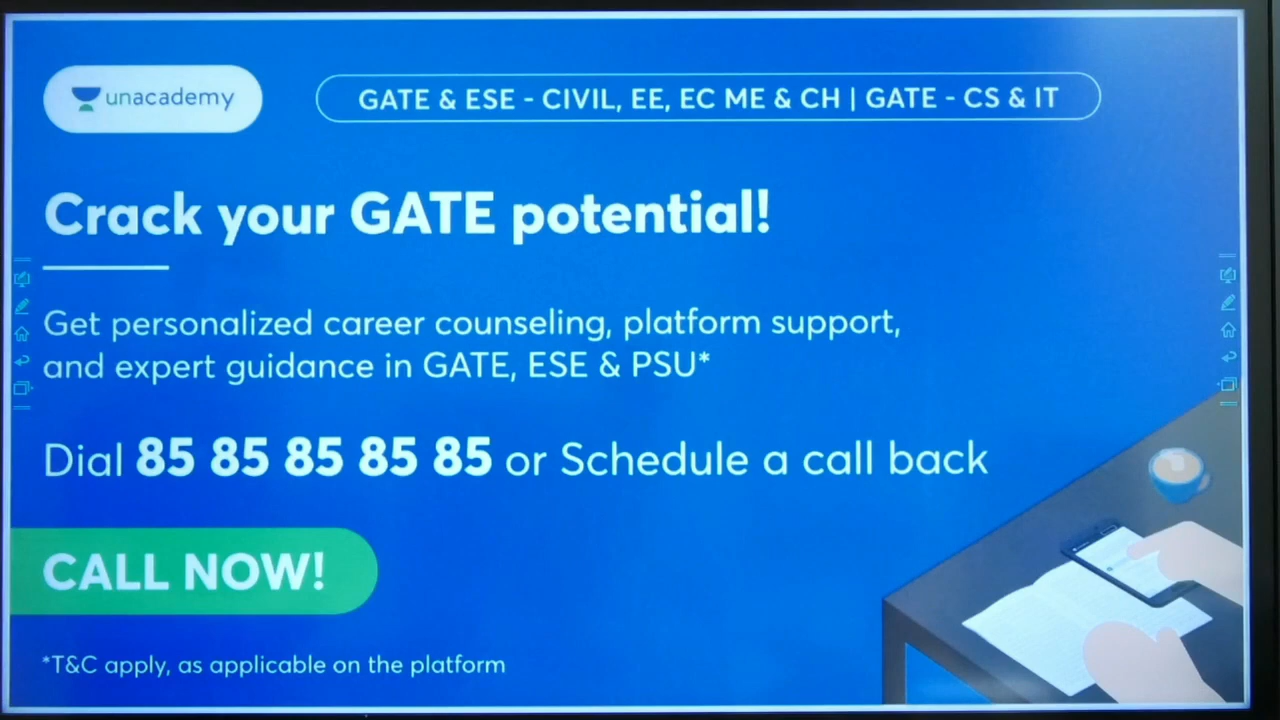 unacademy
GATE & ESE - CIVIL, EE, EC ME & CH | GATE - CS & IT
Crack your GATE potential!
Get personalized career counseling, platform support,
and expert guidance in GATE, ESE & PSU*
Dial 85 85 85 85 85 or Schedule a call back
CALL NOW!
*T&C apply, as applicable on the platform